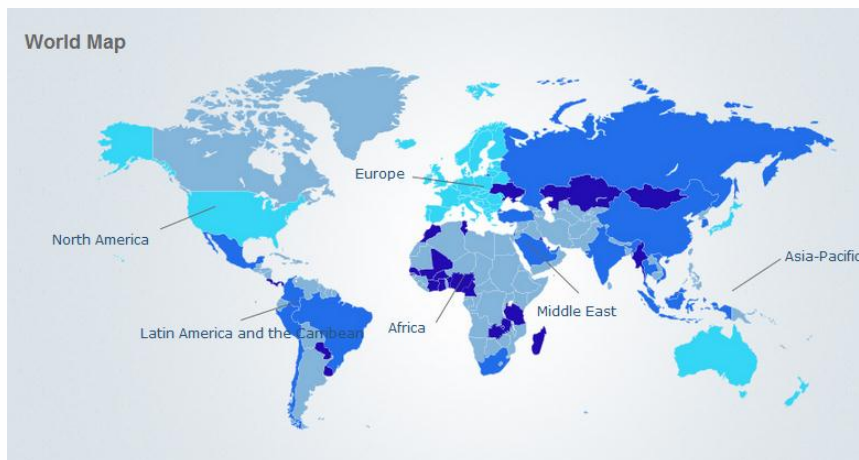 World Map
Europe
North America
Asia-Pacific
Middle East
Latin America and the Caribbean
Africa